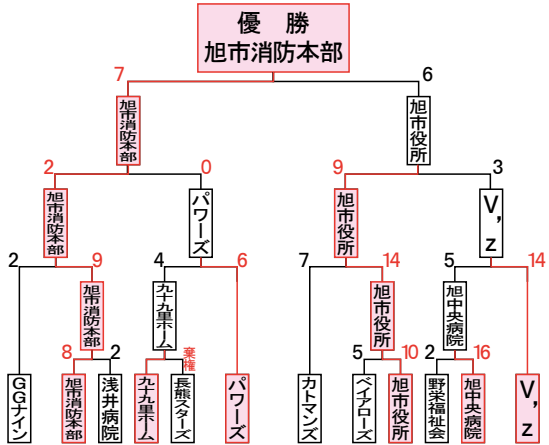 優 勝
旭市消防本部
7
6
旭市消防本部
旭市役所
2
0
9
3
旭市消防本部
パワーズ
旭市役所
V,z
2
9
4
6
7
14
5
14
旭市消防本部
九十九里ホーム
旭市役所
旭中央病院
8
2
棄権
5
10
2
16
GGナイン
旭市消防本部
浅井病院
九十九里ホーム
長熊スターズ
パワーズ
カトマンズ
ベイアローズ
旭市役所
野栄福祉会
旭中央病院
V,z